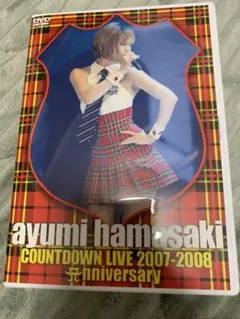 DVD
ayumi hamasaki
COUNTDOWN LIVE 2007-2008
Anniversary